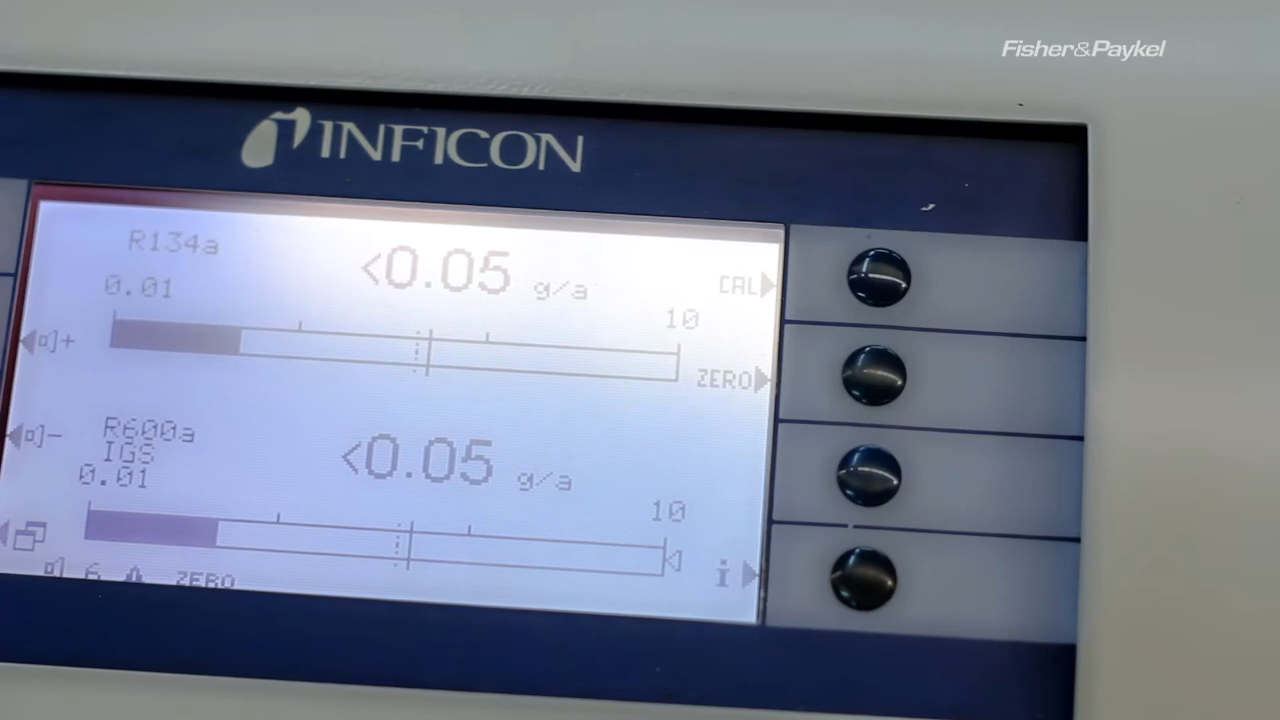 Fisher&Paykel
INFICON
R134a
<0.05 g/a
CAL
0.01
10
+
ZERO
R600a
IGS
<0.05 g/a
-
0.01
10
i
6 ZERO